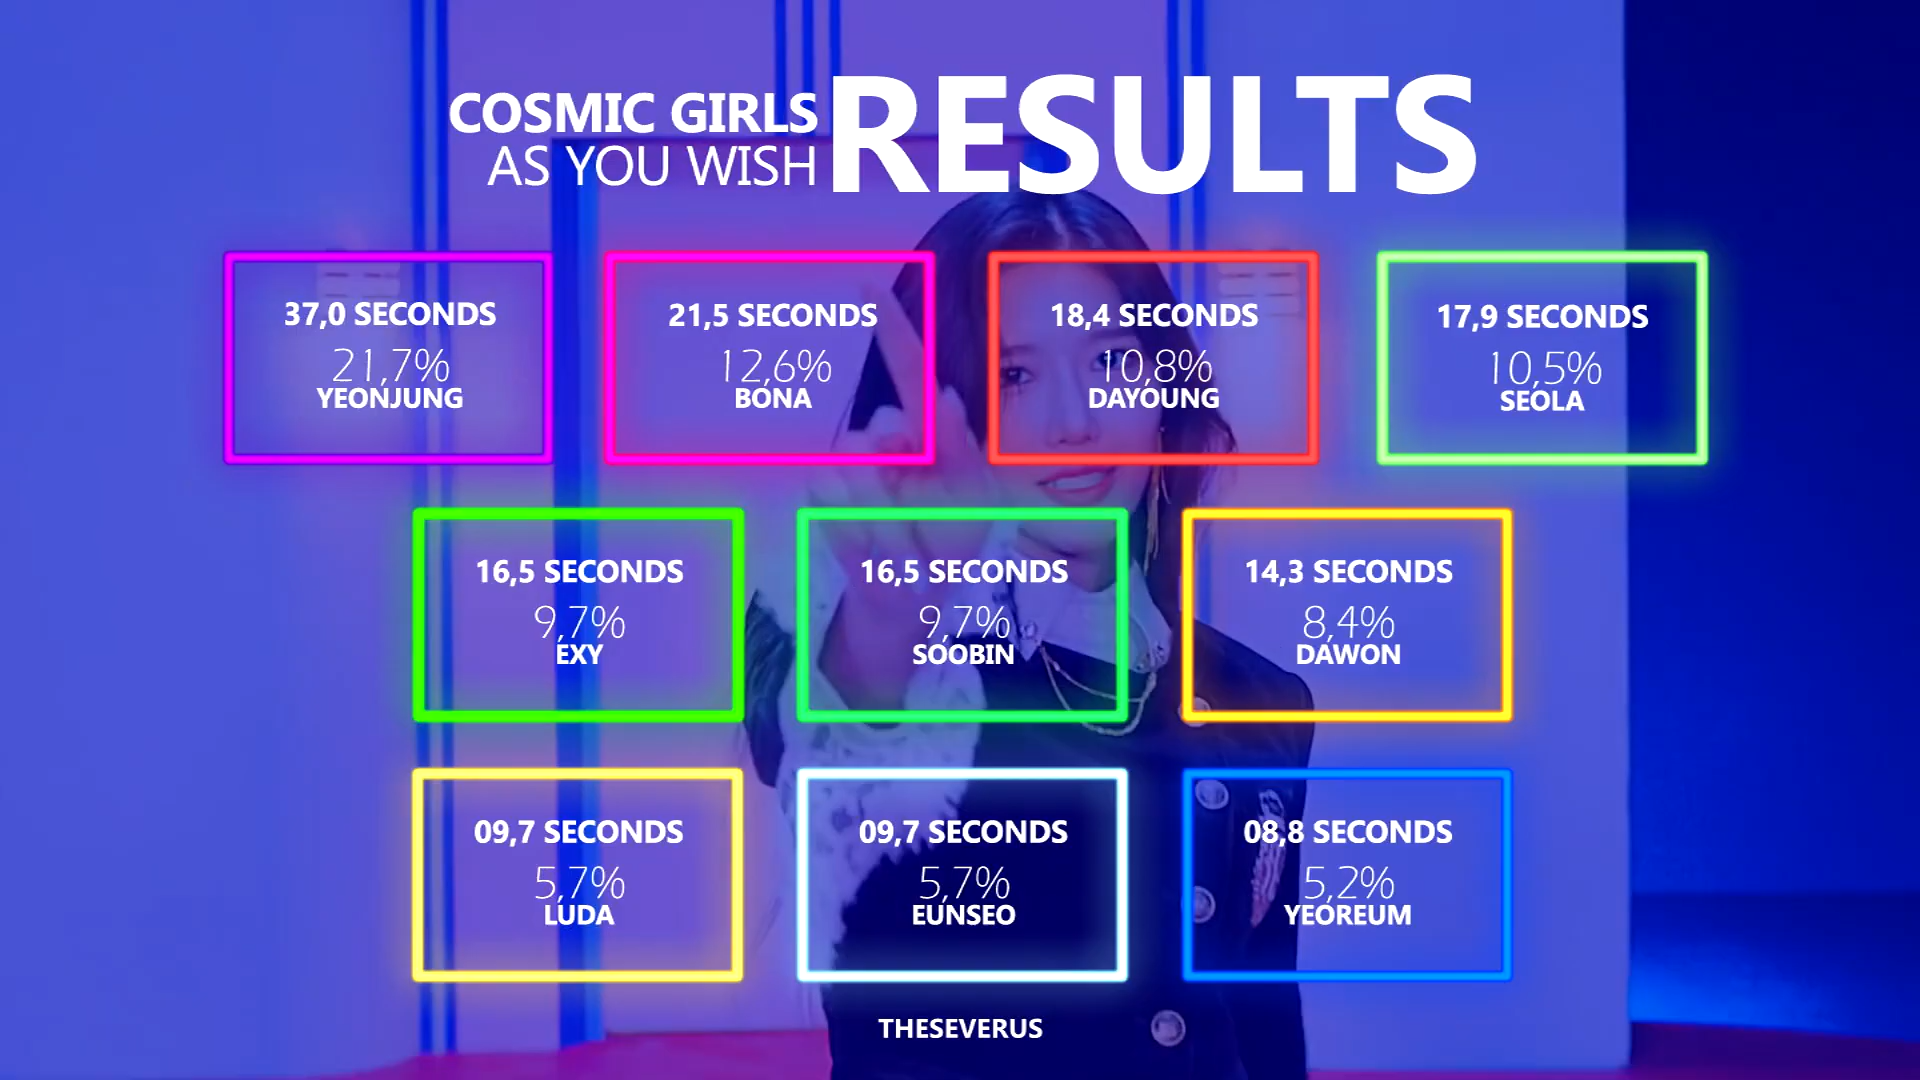 COSMIC GIRLS
AS YOU WISH
RESULTS
37,0 SECONDS
21,7%
YEONJUNG
21,5 SECONDS
12,6%
BONA
18,4 SECONDS
10,8%
DAYOUNG
17,9 SECONDS
10,5%
SEOLA
16,5 SECONDS
9,7%
EXY
16,5 SECONDS
9,7%
SOOBIN
14,3 SECONDS
8,4%
DAWON
09,7 SECONDS
5,7%
LUDA
09,7 SECONDS
5,7%
EUNSEO
08,8 SECONDS
5,2%
YEOREUM
THESEVERUS